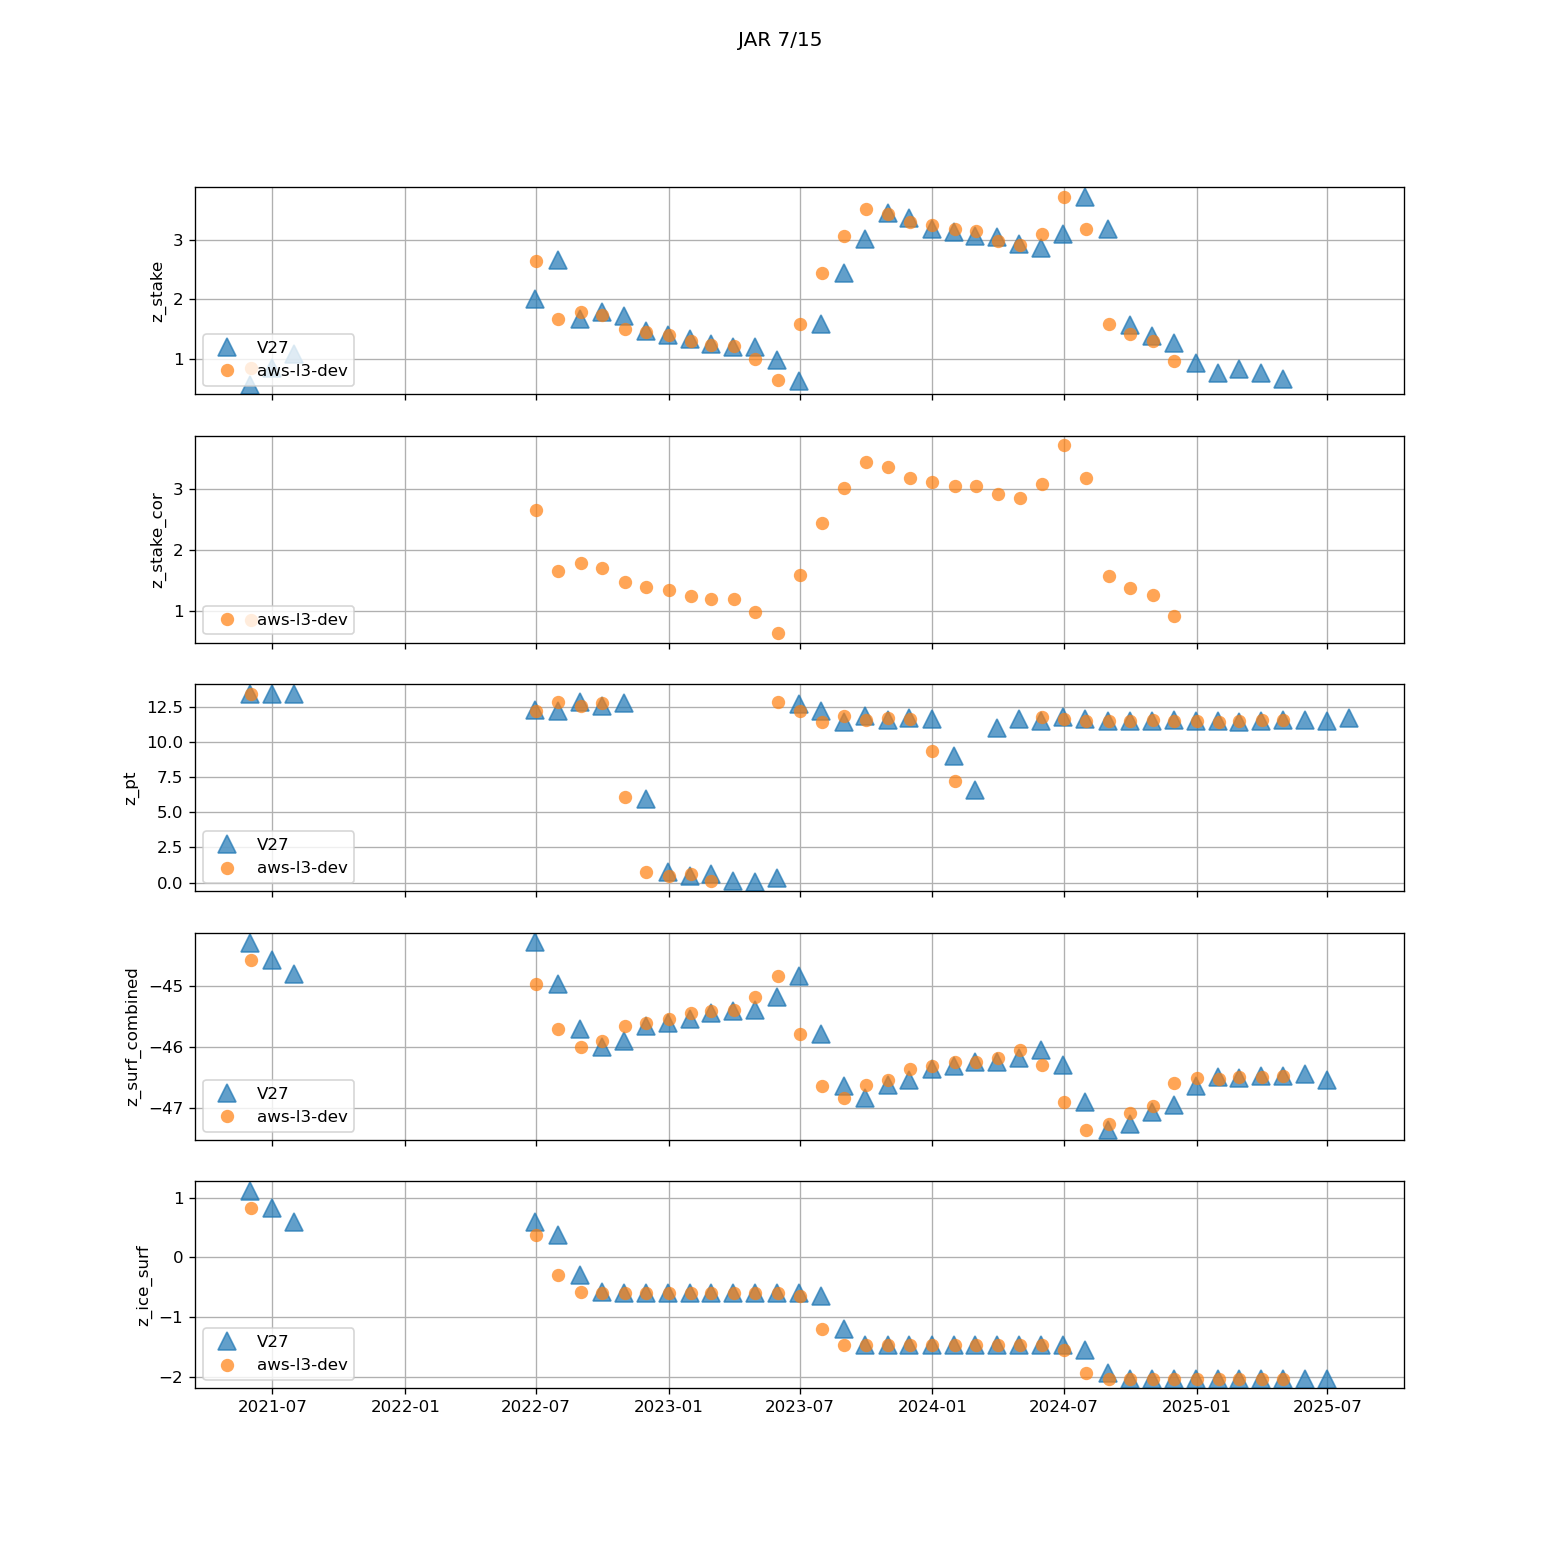 JAR 7/15
3
2
1
z_stake
V27
aws-l3-dev
3
2
1
z_stake_cor
aws-l3-dev
12.5
10.0
7.5
5.0
2.5
0.0
z_pt
V27
aws-l3-dev
−45
−46
−47
z_surf_combined
V27
aws-l3-dev
1
0
−1
−2
z_ice_surf
V27
aws-l3-dev
2021-07 2022-01 2022-07 2023-01 2023-07 2024-01 2024-07 2025-01 2025-07